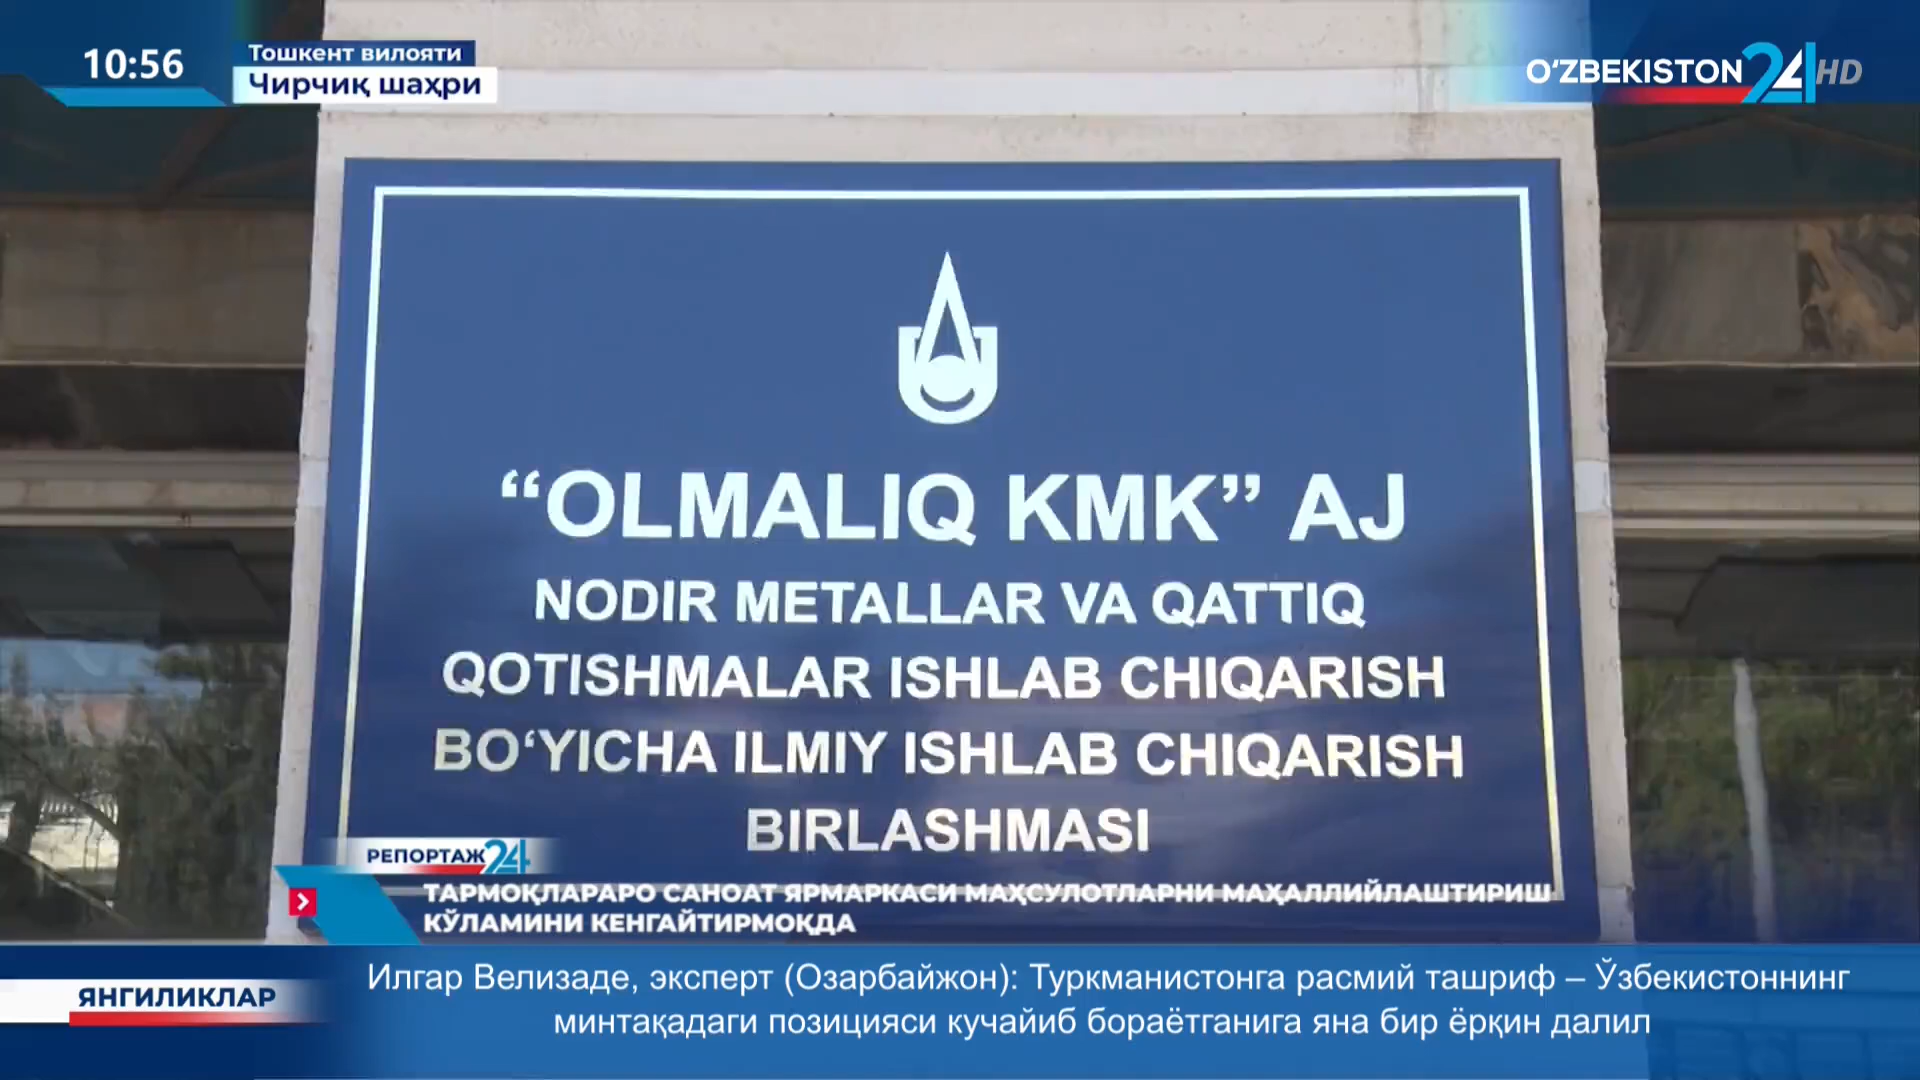 10:56
Тошкент вилояти
Чирчиқ шаҳри
O‘ZBEKISTON 24 HD
“OLMALIQ KMK” AJ
NODIR METALLAR VA QATTIQ
QOTISHMALAR ISHLAB CHIQARISH
BO‘YICHA ILMIY ISHLAB CHIQARISH
BIRLASHMASI
РЕПОРТАЖ 24
ТАРМОҚЛАРАРО САНОАТ ЯРМАРКАСИ МАҲСУЛОТЛАРНИ МАҲАЛЛИЙЛАШТИРИШ
КЎЛАМИНИ КЕНГАЙТИРМОҚДА
ЯНГИЛИКЛАР
Илгар Велизаде, эксперт (Озарбайжон): Туркманистонга расмий ташриф – Ўзбекистоннинг
минтақадаги позицияси кучайиб бораётганига яна бир ёрқин далил